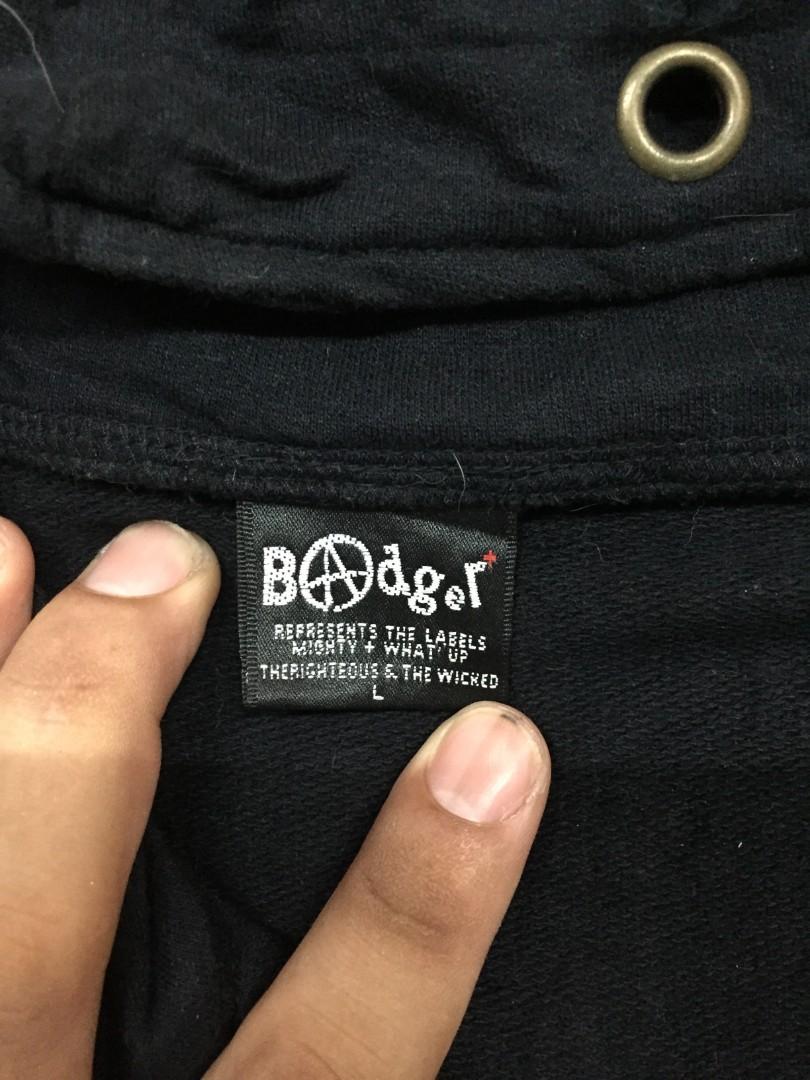 BAdger+
REPRESENTS THE LABELS
MIGHTY + WHAT' UP
THERIGHTEOUS & THE WICKED
L